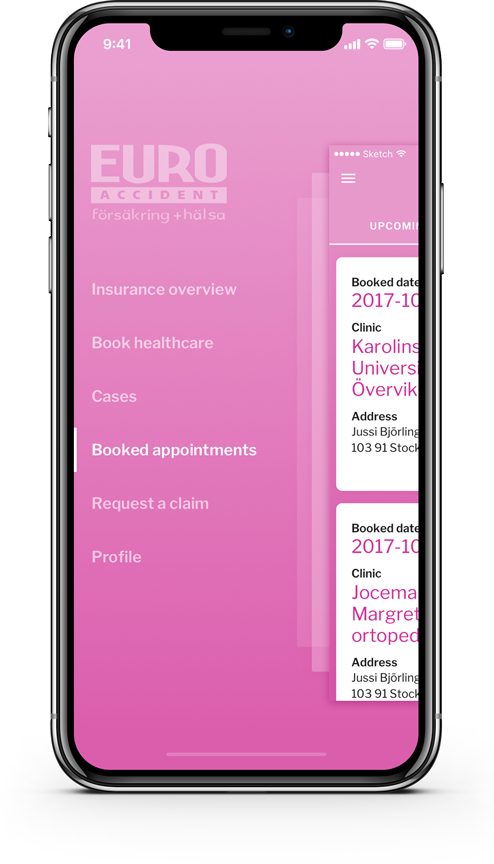 9:41
EURO
ACCIDENT
försäkring + hälsa
Insurance overview
Book healthcare
Cases
Booked appointments
Request a claim
Profile
Sketch
UPCOMIN
Booked date
2017-10
Clinic
Karolins
Universi
Övervik
Address
Jussi Björling
103 91 Stock
Booked date
2017-10
Clinic
Jocema
Margret
ortoped
Address
Jussi Björling
103 91 Stock